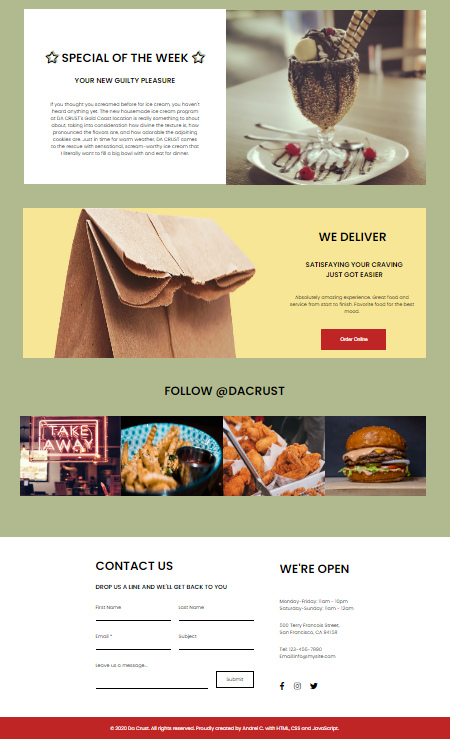 SPECIAL OF THE WEEK
YOUR NEW GUILTY PLEASURE
If you thought you screamed before for ice cream, you haven't
heard anything yet. The new housemade ice cream program,
at DA CRUST's Gold Coast location is really something to shout
about; taking into consideration how divine the texture is, how
pronounced the flavors are, and how adorable the adjoining
cookies are. Just in time for warm weather, DA CRUST comes
to the rescue with sensational, scream-worthy ice cream that
I literally want to fill a big bowl with and eat for dinner.
WE DELIVER
SATISFAYING YOUR CRAVING
JUST GOT EASIER
Absolutely amazing experience. Great food and
service from start to finish. Favorite food for the best
mood.
Order Online
FOLLOW @DACRUST
TAKE
AWAY
CONTACT US
DROP US A LINE AND WE'LL GET BACK TO YOU
First Name
Last Name
Email *
Subject
Leave us a message...
Submit
WE'RE OPEN
Monday-Friday: 11am - 10pm
Saturday-Sunday: 11am - 12am
500 Terry Francois Street,
San Francisco, CA 94158
Tel: 123-456-7890
Email:info@mysite.com
© 2020 Da Crust. All rights reserved. Proudly created by Andrei C. with HTML, CSS and JavaScript.